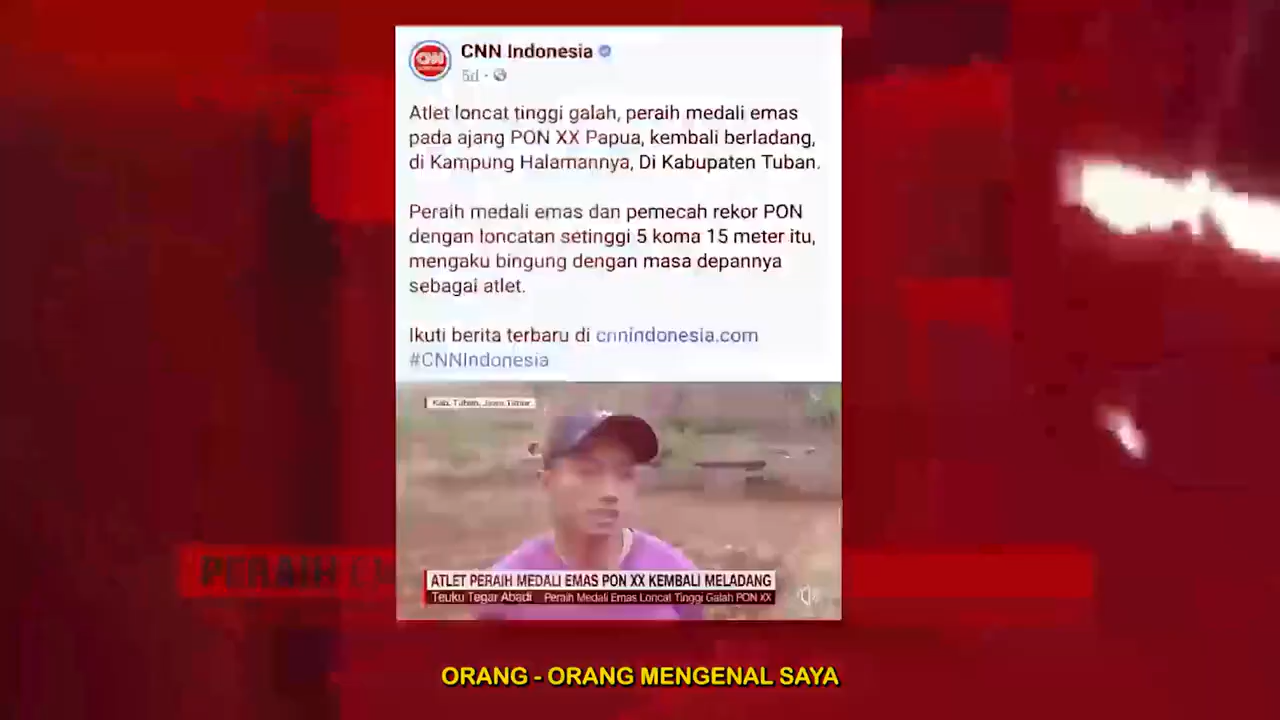 CNN Indonesia
5d
Atlet loncat tinggi galah, peraih medali emas
pada ajang PON XX Papua, kembali berladang,
di Kampung Halamannya, Di Kabupaten Tuban.
Peraih medali emas dan pemecah rekor PON
dengan loncatan setinggi 5 koma 15 meter itu,
mengaku bingung dengan masa depannya
sebagai atlet.
Ikuti berita terbaru di cnnindonesia.com
#CNNIndonesia
Kab. Tuban, Jawa Timur
PERAIH
ATLET PERAIH MEDALI EMAS PON XX KEMBALI MELADANG
Teuku Tegar Abadi Peraih Medali Emas Loncat Tinggi Galah PON XX
ORANG - ORANG MENGENAL SAYA